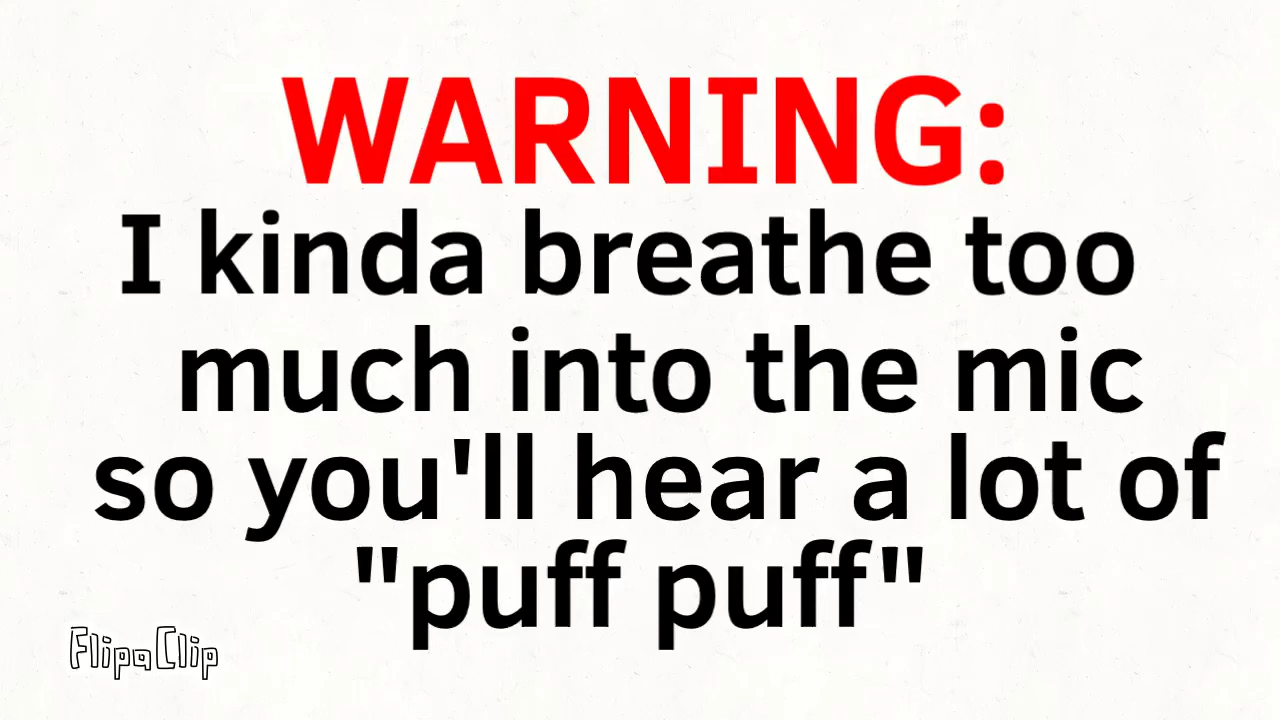 WARNING:
I kinda breathe too
much into the mic
so you'll hear a lot of
"puff puff"
FlipaClip